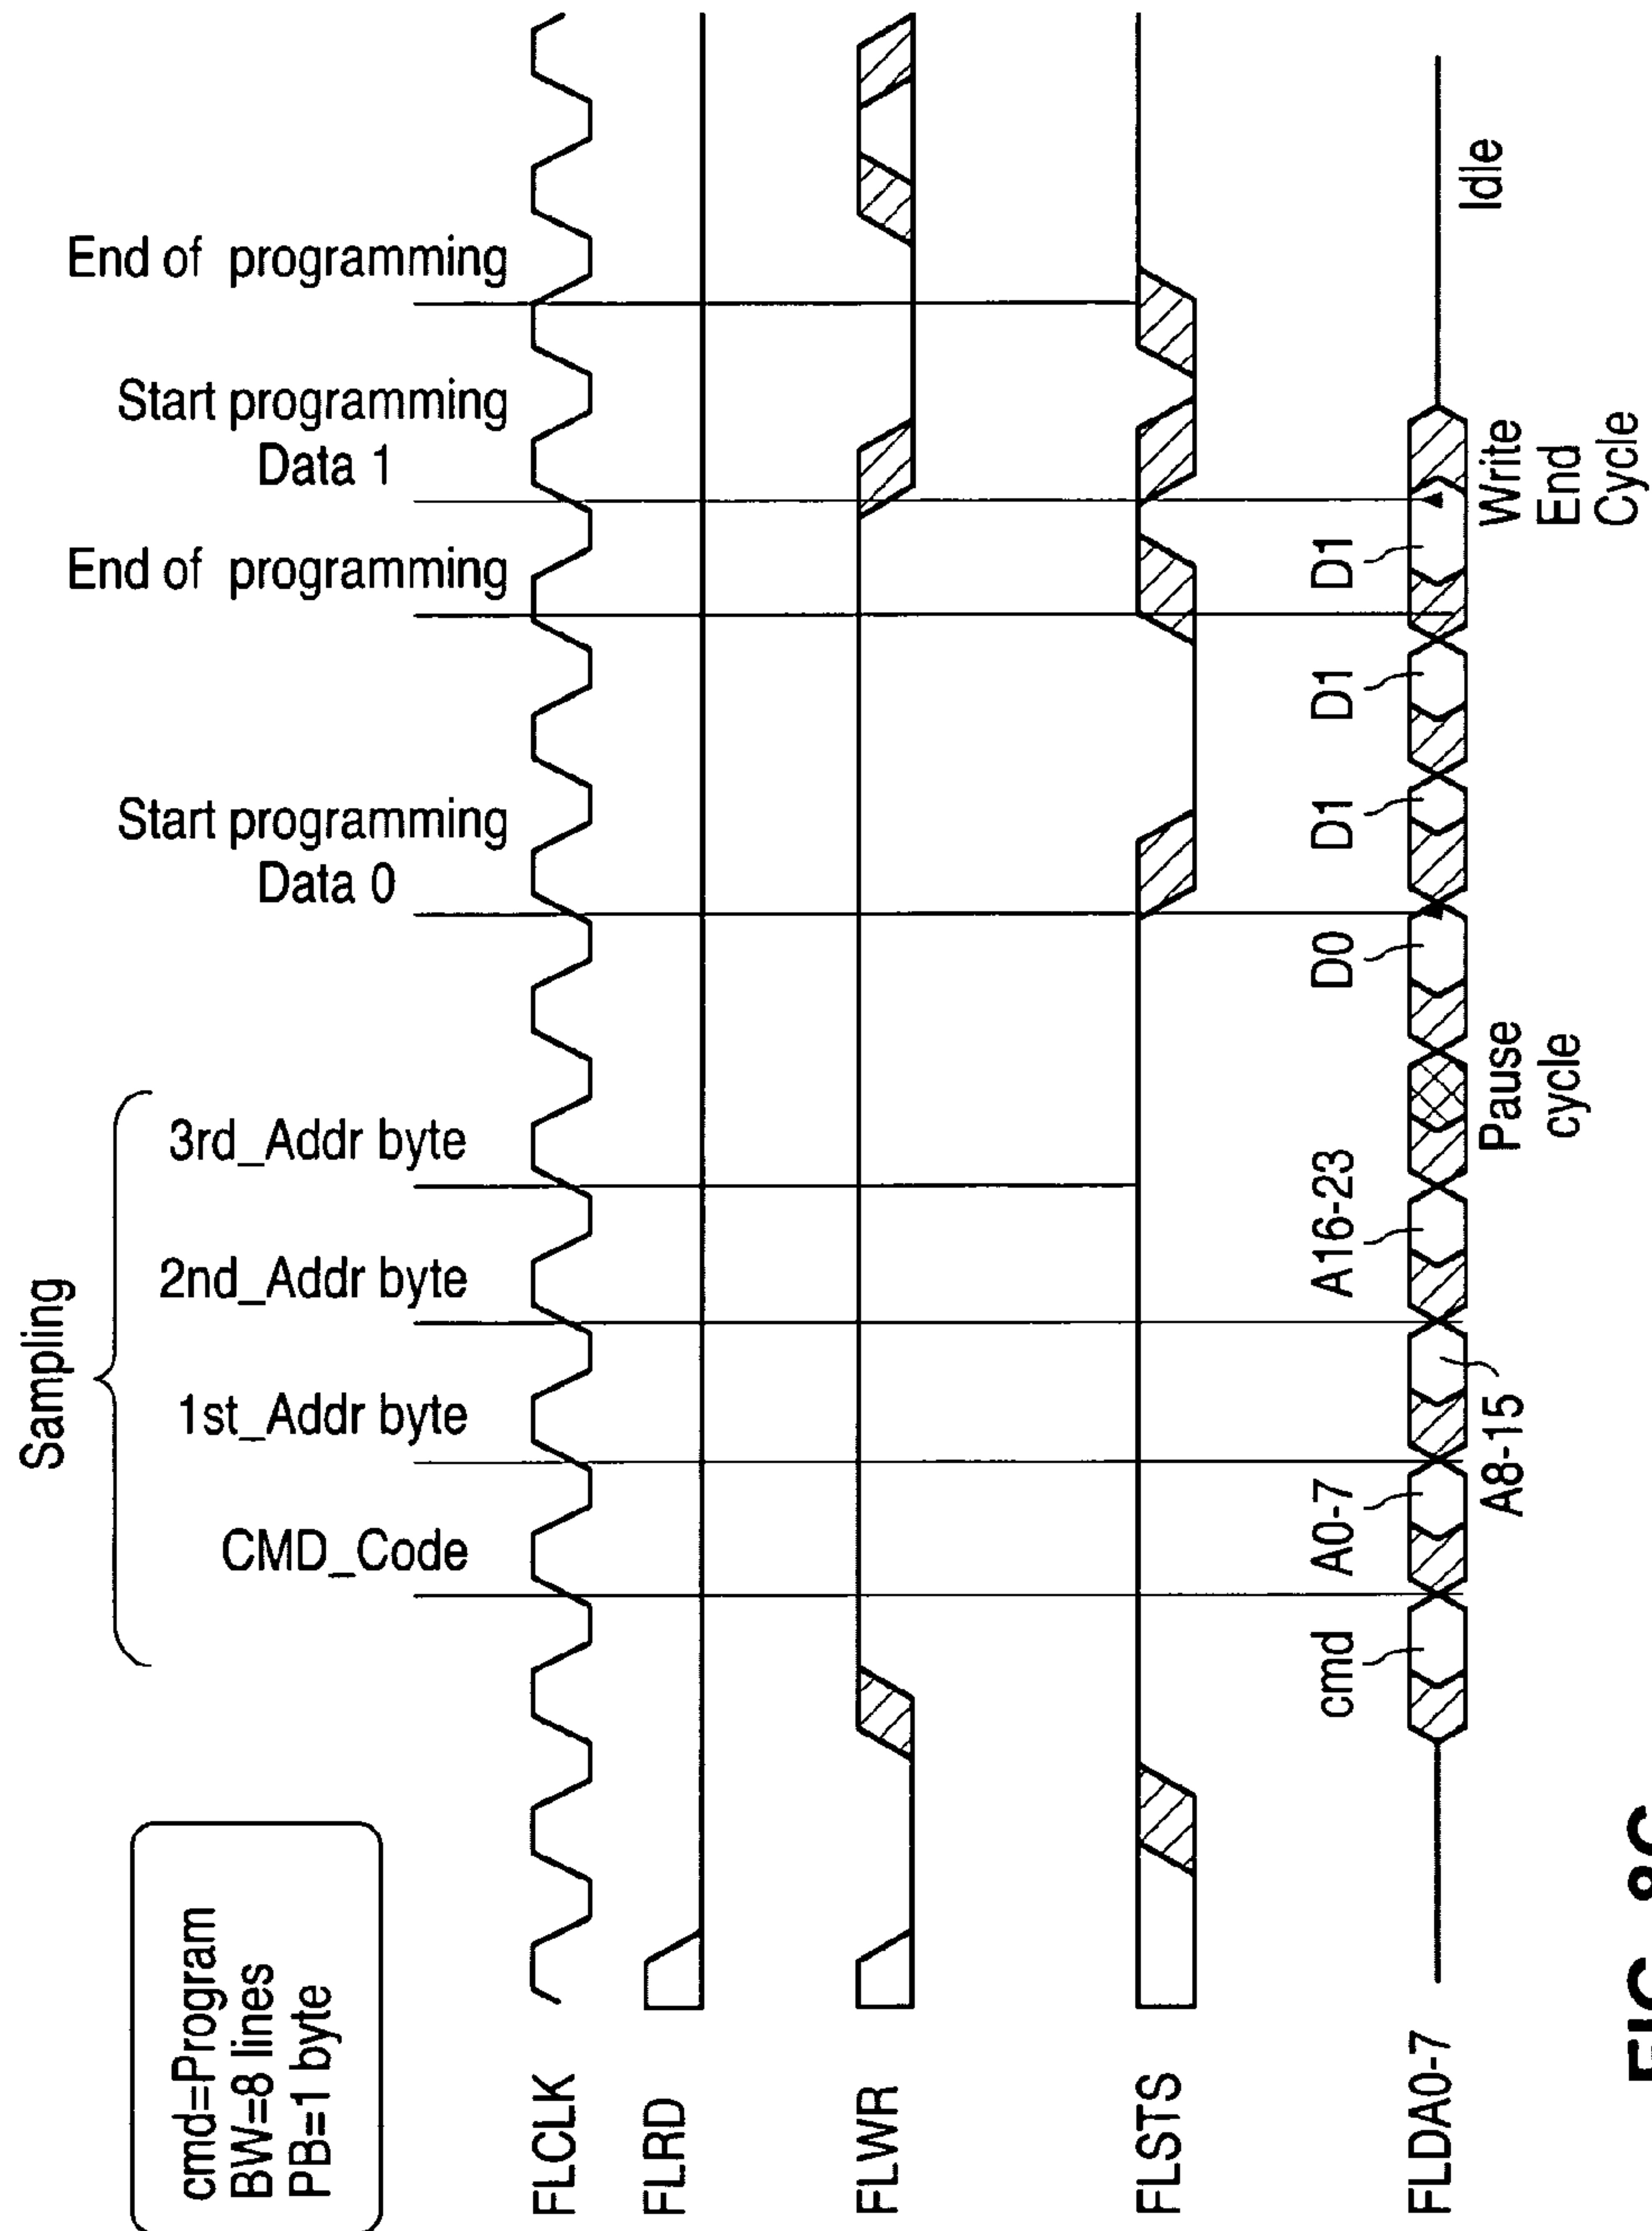 Sampling
cmd=Program
BW=8 lines
PB=1 byte
CMD_Code
1st_Addr byte
2nd_Addr byte
3rd_Addr byte
Start programming
Data 0
End of programming
Start programming
Data 1
End of programming
FLCLK
FLRD
FLWR
FLSTS
FLDA0-7
cmd
A0-7
A16-23
D0
D1
D1
D1
A8-15
Pause
cycle
Write
End
Cycle
Idle